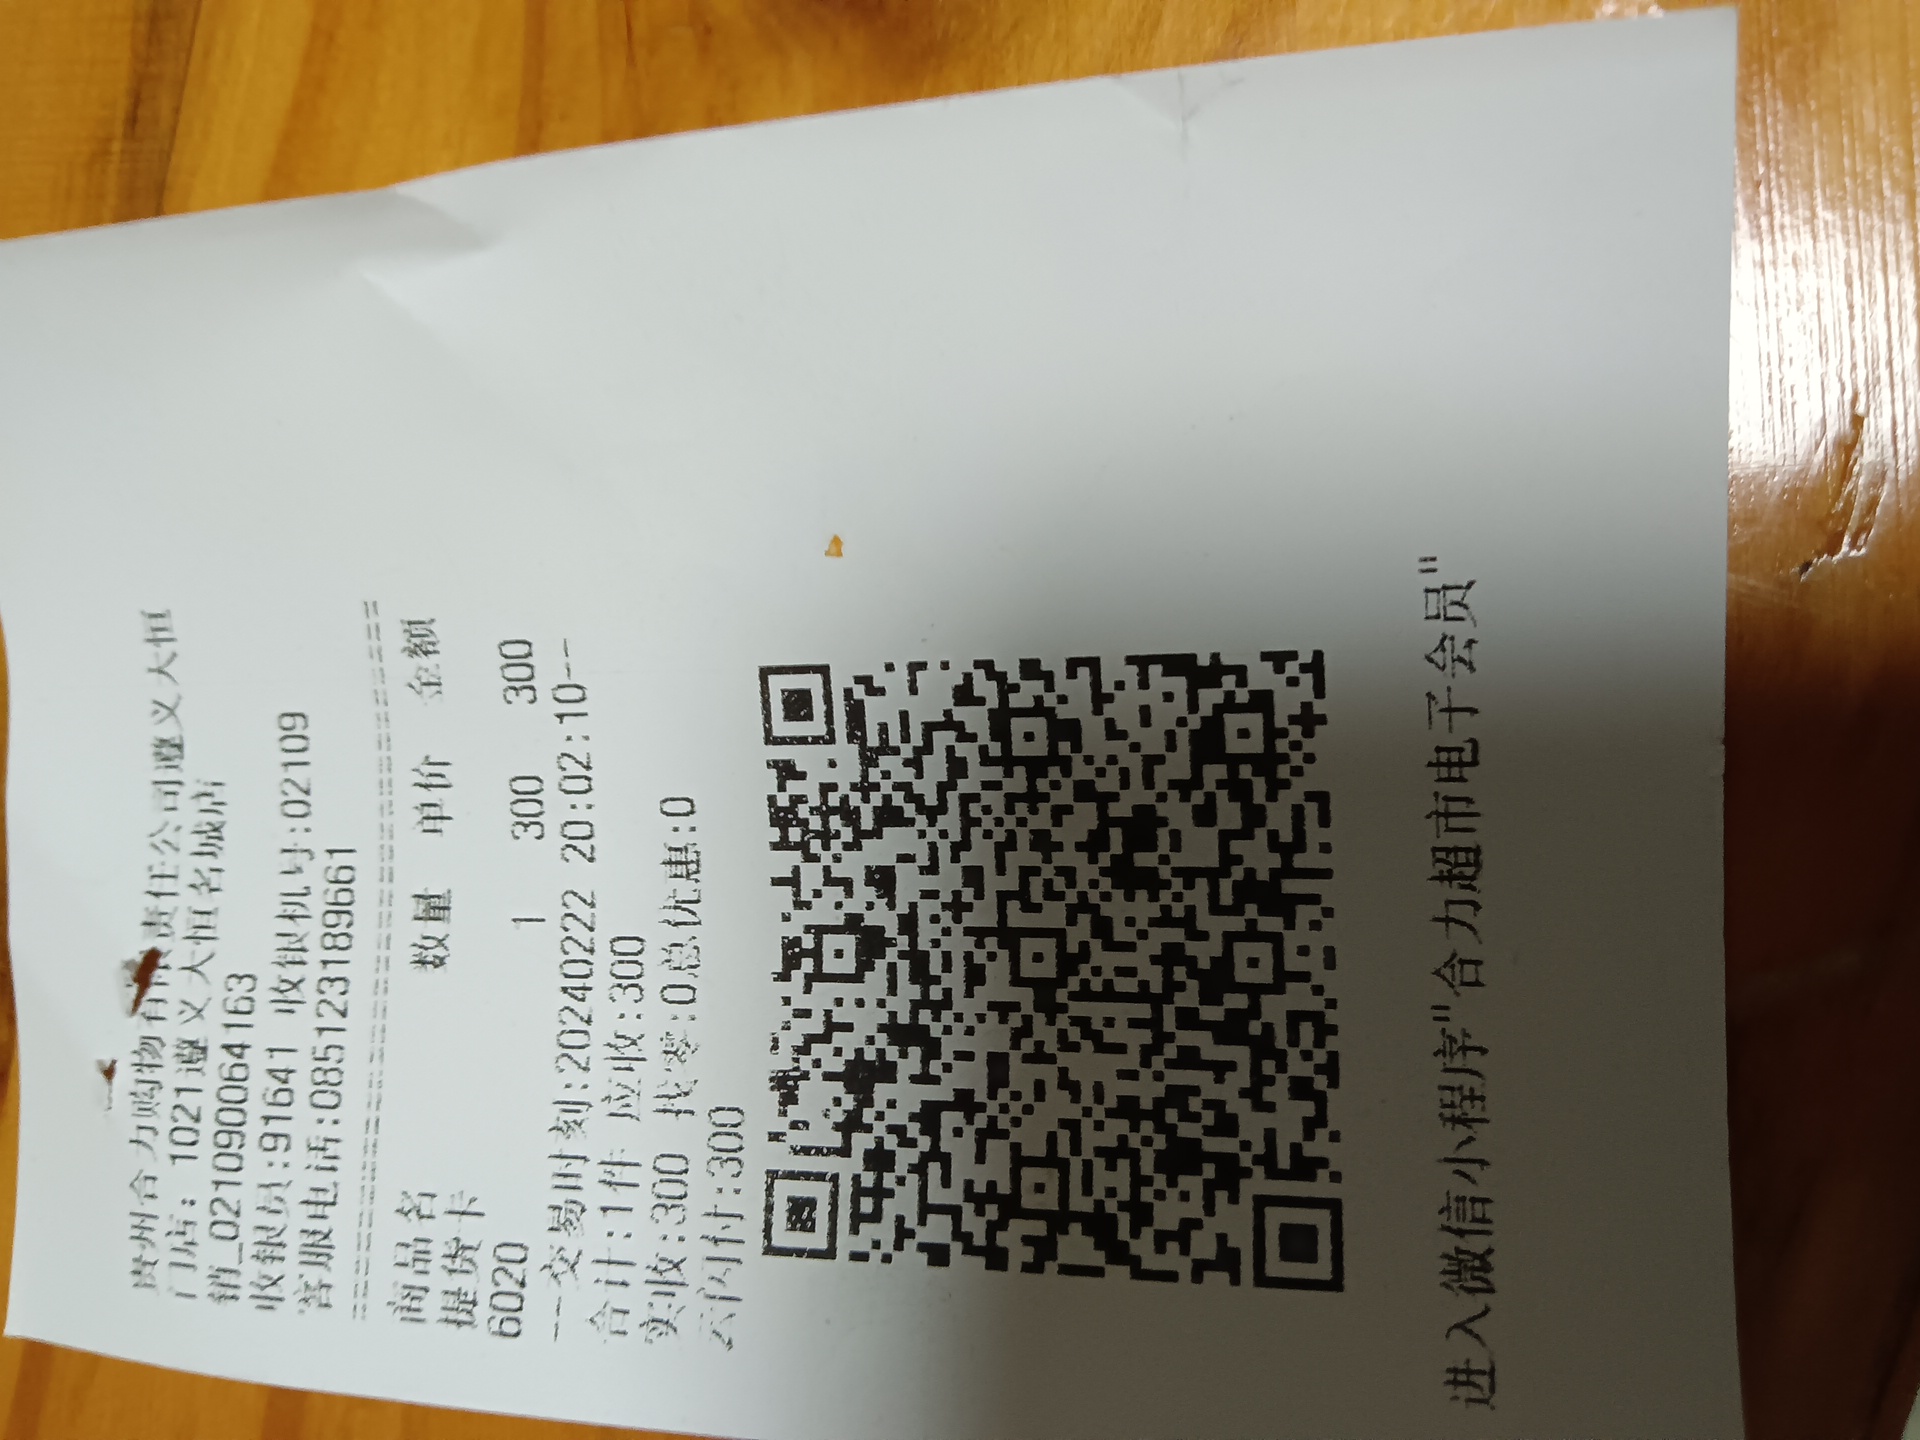 贵州合力购物有限责任公司遵义大恒
门店: 1021遵义大恒名城店
销_021090064163
收银员:91641 收银机号:02109
客服电话:085123189661
================================
商品名 数量 单价 金额
提货卡
6020 1 300 300
--交易时刻:20240222 20:02:10--
合计:1件 应收:300
实收:300 找零:0总优惠:0
云闪付:300
进入微信小程序"合力超市电子会员"